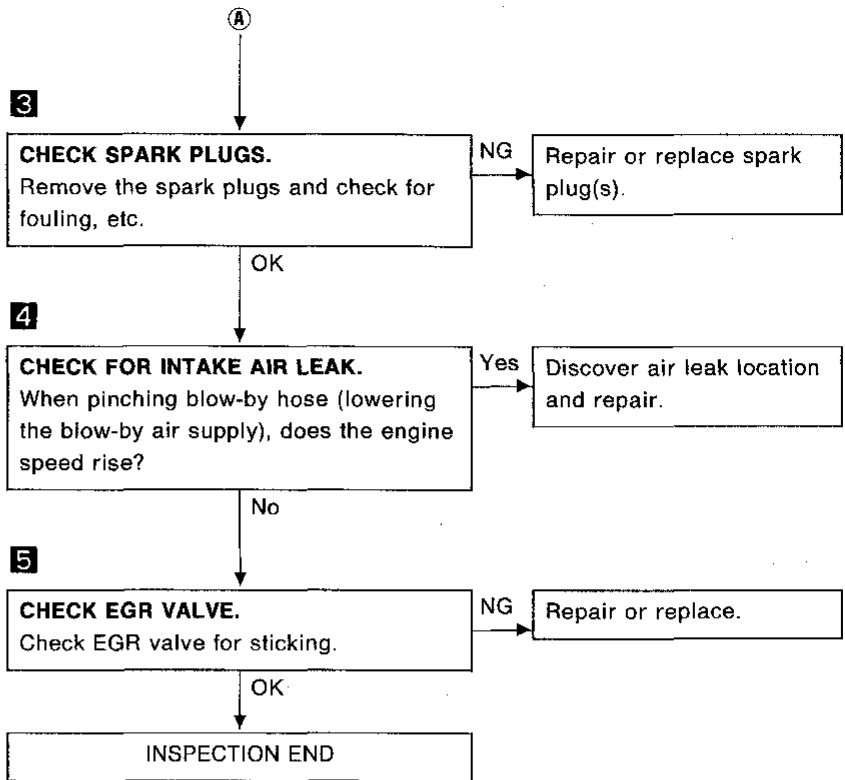 Ⓐ
3
CHECK SPARK PLUGS.
Remove the spark plugs and check for
fouling, etc.
NG
Repair or replace spark
plug(s).
OK
4
CHECK FOR INTAKE AIR LEAK.
When pinching blow-by hose (lowering
the blow-by air supply), does the engine
speed rise?
Yes
Discover air leak location
and repair.
No
5
CHECK EGR VALVE.
Check EGR valve for sticking.
NG
Repair or replace.
OK
INSPECTION END